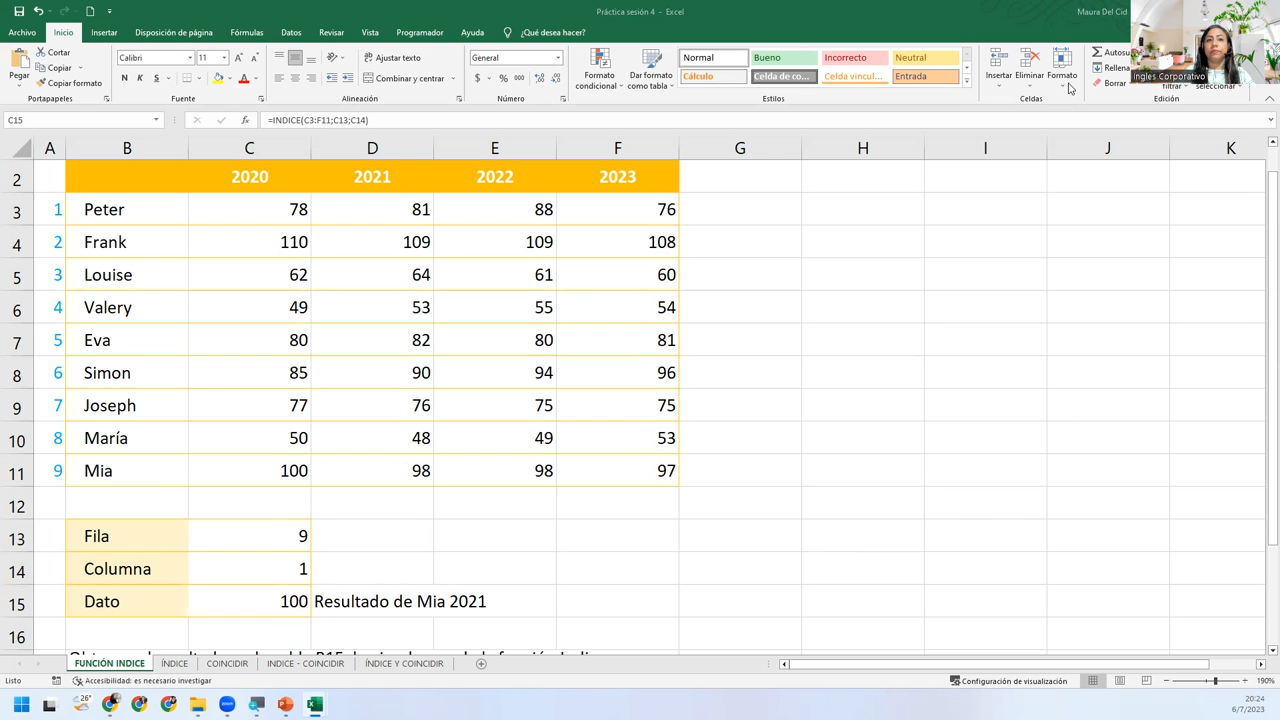 Práctica sesión 4 - Excel
Maura Del Cid
Archivo Inicio Insertar Disposición de página Fórmulas Datos Revisar Vista Programador Ayuda ¿Qué desea hacer?
Pegar
Cortar
Copiar
Copiar formato
Portapapeles
Calibri 11
N K S
Fuente
Ajustar texto
Combinar y centrar
Alineación
General
$ % 000
Número
Formato condicional
Dar formato como tabla
Normal Bueno Incorrecto Neutral
Cálculo Celda de co... Celda vincul... Entrada
Estilos
Insertar Eliminar Formato
Celdas
Autosu
Rellena
Borrar
filtrar seleccionar
Edición
Ingles Corporativo
C15 fx =INDICE(C3:F11;C13;C14)
A B C D E F G H I J K
2 2020 2021 2022 2023
3 1 Peter 78 81 88 76
4 2 Frank 110 109 109 108
5 3 Louise 62 64 61 60
6 4 Valery 49 53 55 54
7 5 Eva 80 82 80 81
8 6 Simon 85 90 94 96
9 7 Joseph 77 76 75 75
10 8 María 50 48 49 53
11 9 Mia 100 98 98 97
12
13 Fila 9
14 Columna 1
15 Dato 100 Resultado de Mia 2021
16
FUNCIÓN INDICE ÍNDICE COINCIDIR INDICE - COINCIDIR ÍNDICE Y COINCIDIR
Listo Accesibilidad: es necesario investigar Configuración de visualización 190%
26°
20:24
6/7/2023